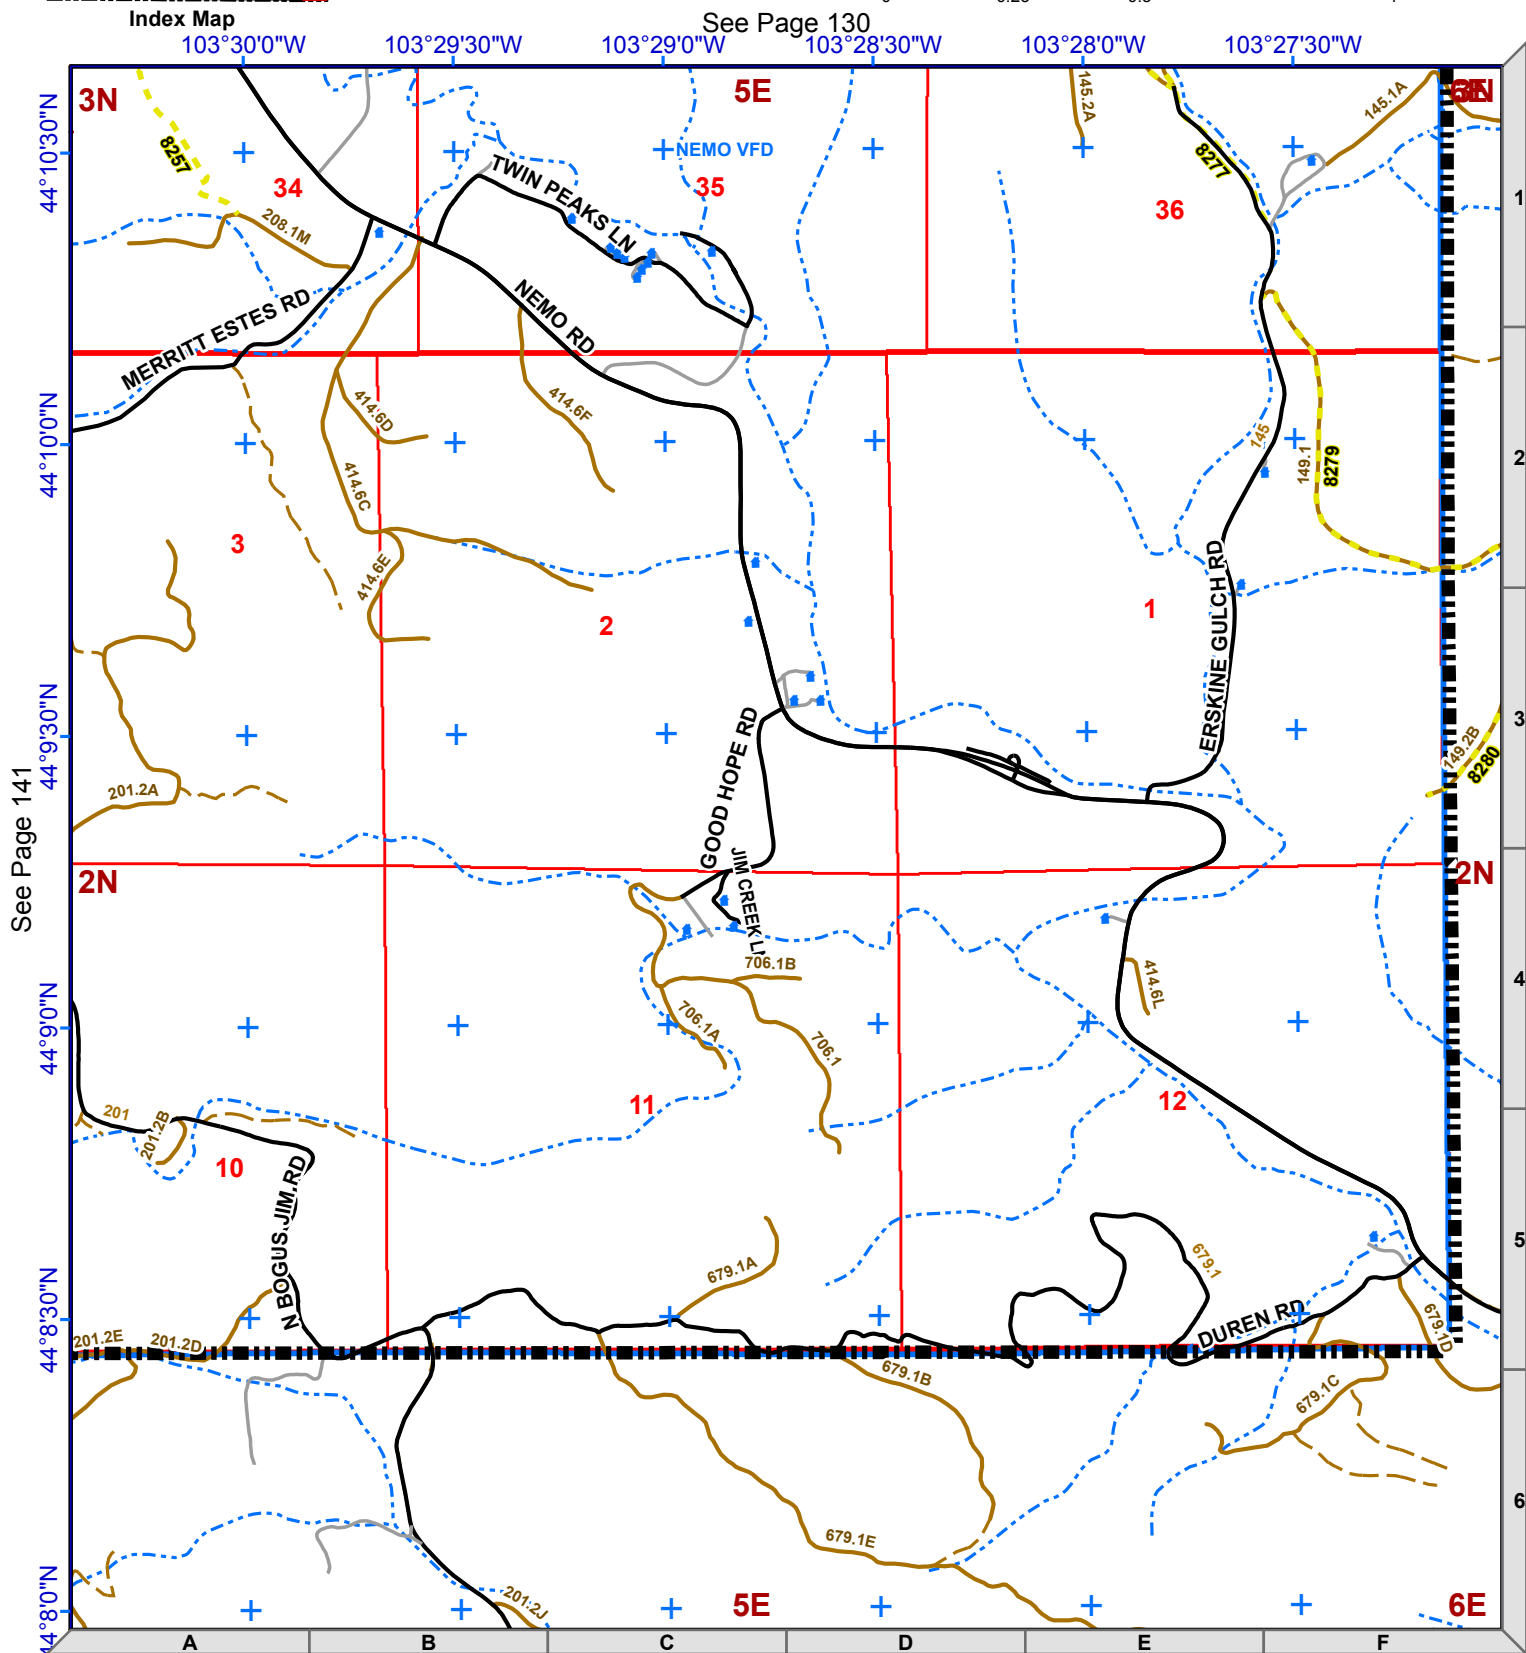 Index Map
See Page 130
103°30'0"W
103°29'30"W
103°29'0"W
103°28'30"W
103°28'0"W
103°27'30"W
3N
5E
44°10'30"N
8257
34
208.1M
TWIN PEAKS LN
NEMO VFD
35
145.2A
8277
36
145.1A
1
MERRITT ESTES RD
NEMO RD
414.6D
414.6F
44°10'0"N
145
149.1
8279
2
414.6C
3
414.6E
2
1
ERSKINE GULCH RD
44°9'30"N
GOOD HOPE RD
3
149.2B
8280
See Page 141
201.2A
JIM CREEK L
2N
2N
706.1B
414.6L
4
44°9'0"N
706.1A
706.1
201
201.2B
11
12
10
N BOGUS JIM RD
5
679.1A
679.1
44°8'30"N
DUREN RD
201.2E
201.2D
679.1D
679.1B
679.1C
6
679.1E
44°8'0"N
201.2J
5E
6E
A
B
C
D
E
F